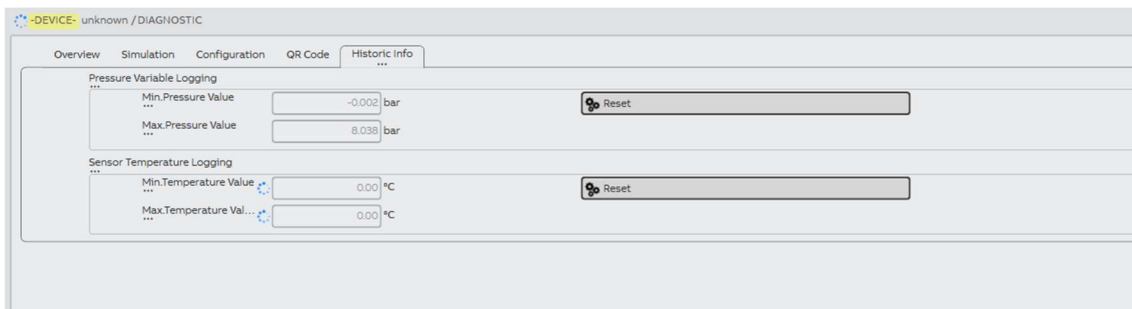 -DEVICE- unknown / DIAGNOSTIC
Overview Simulation Configuration QR Code Historic Info
...
Pressure Variable Logging
...
Min.Pressure Value -0.002 bar Reset
...
Max.Pressure Value 8.038 bar
...
Sensor Temperature Logging
...
Min.Temperature Value 0.00 °C Reset
...
Max.Temperature Val... 0.00 °C
...